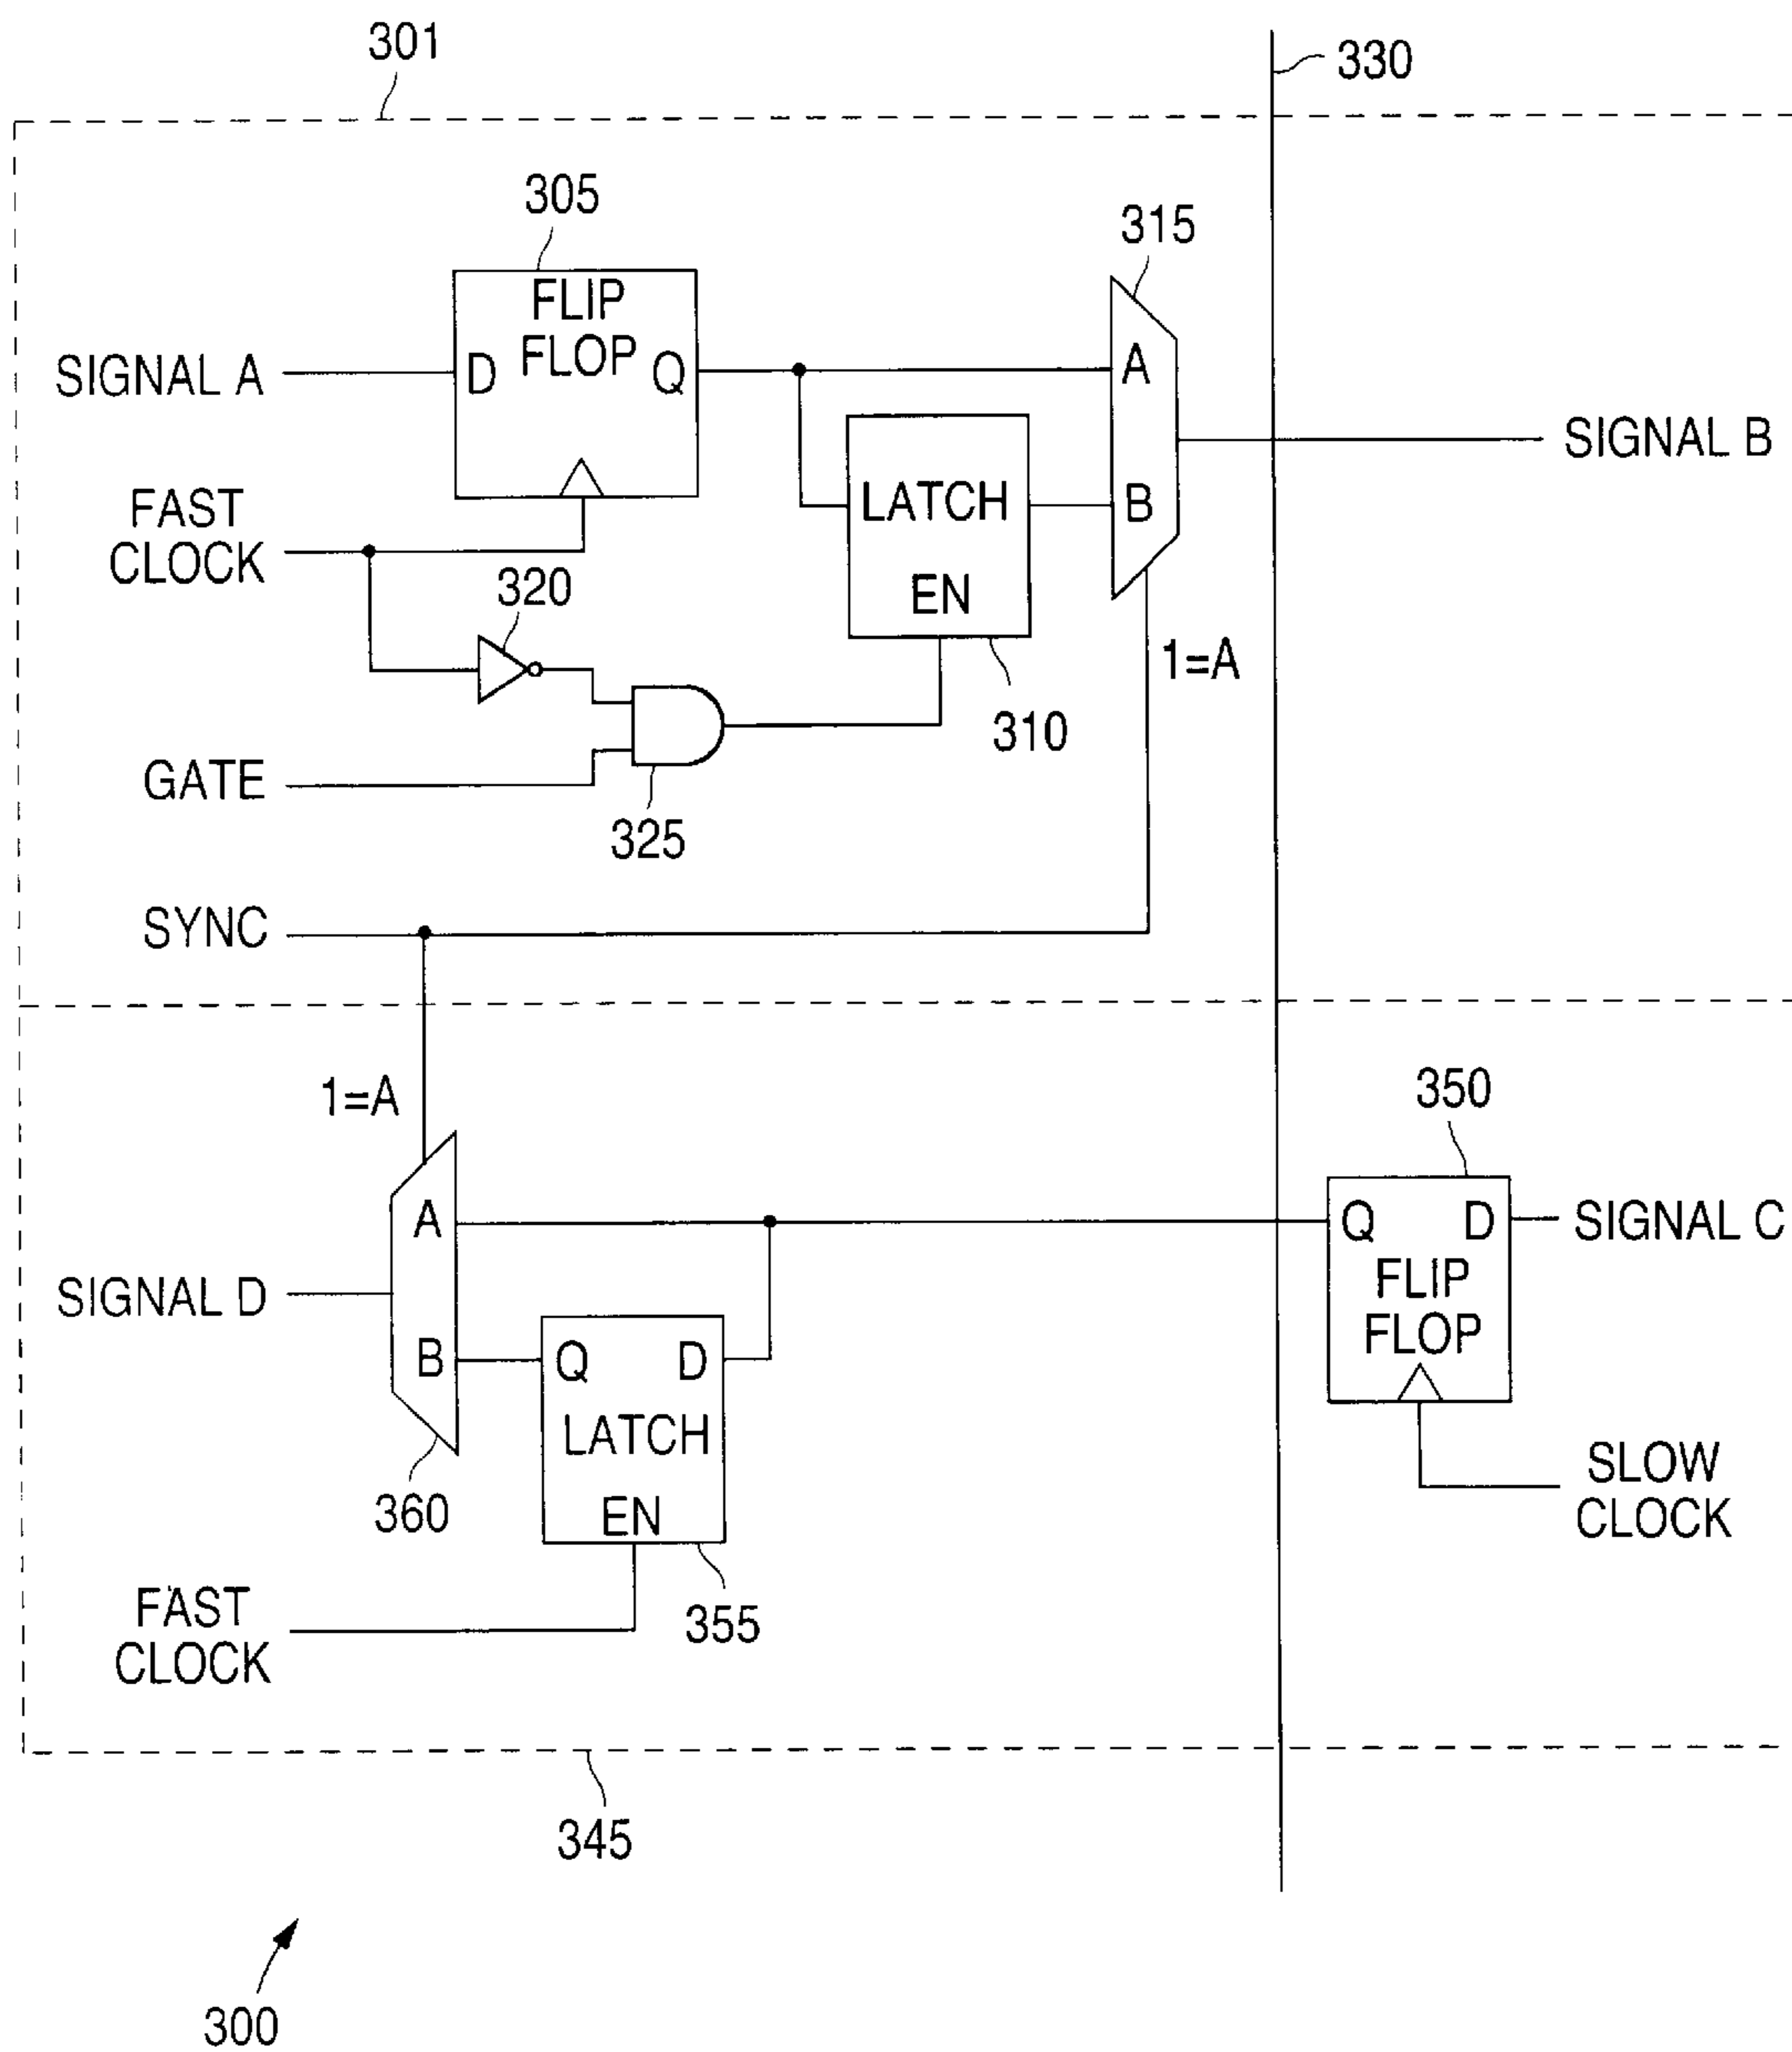 301
330
305
315
FLIP
FLOP
D
Q
SIGNAL A
A
SIGNAL B
LATCH
B
EN
FAST
CLOCK
320
1=A
310
GATE
325
SYNC
1=A
350
A
Q
D
SIGNAL C
FLIP
FLOP
SIGNAL D
B
Q
D
LATCH
EN
360
SLOW
CLOCK
FAST
CLOCK
355
345
300